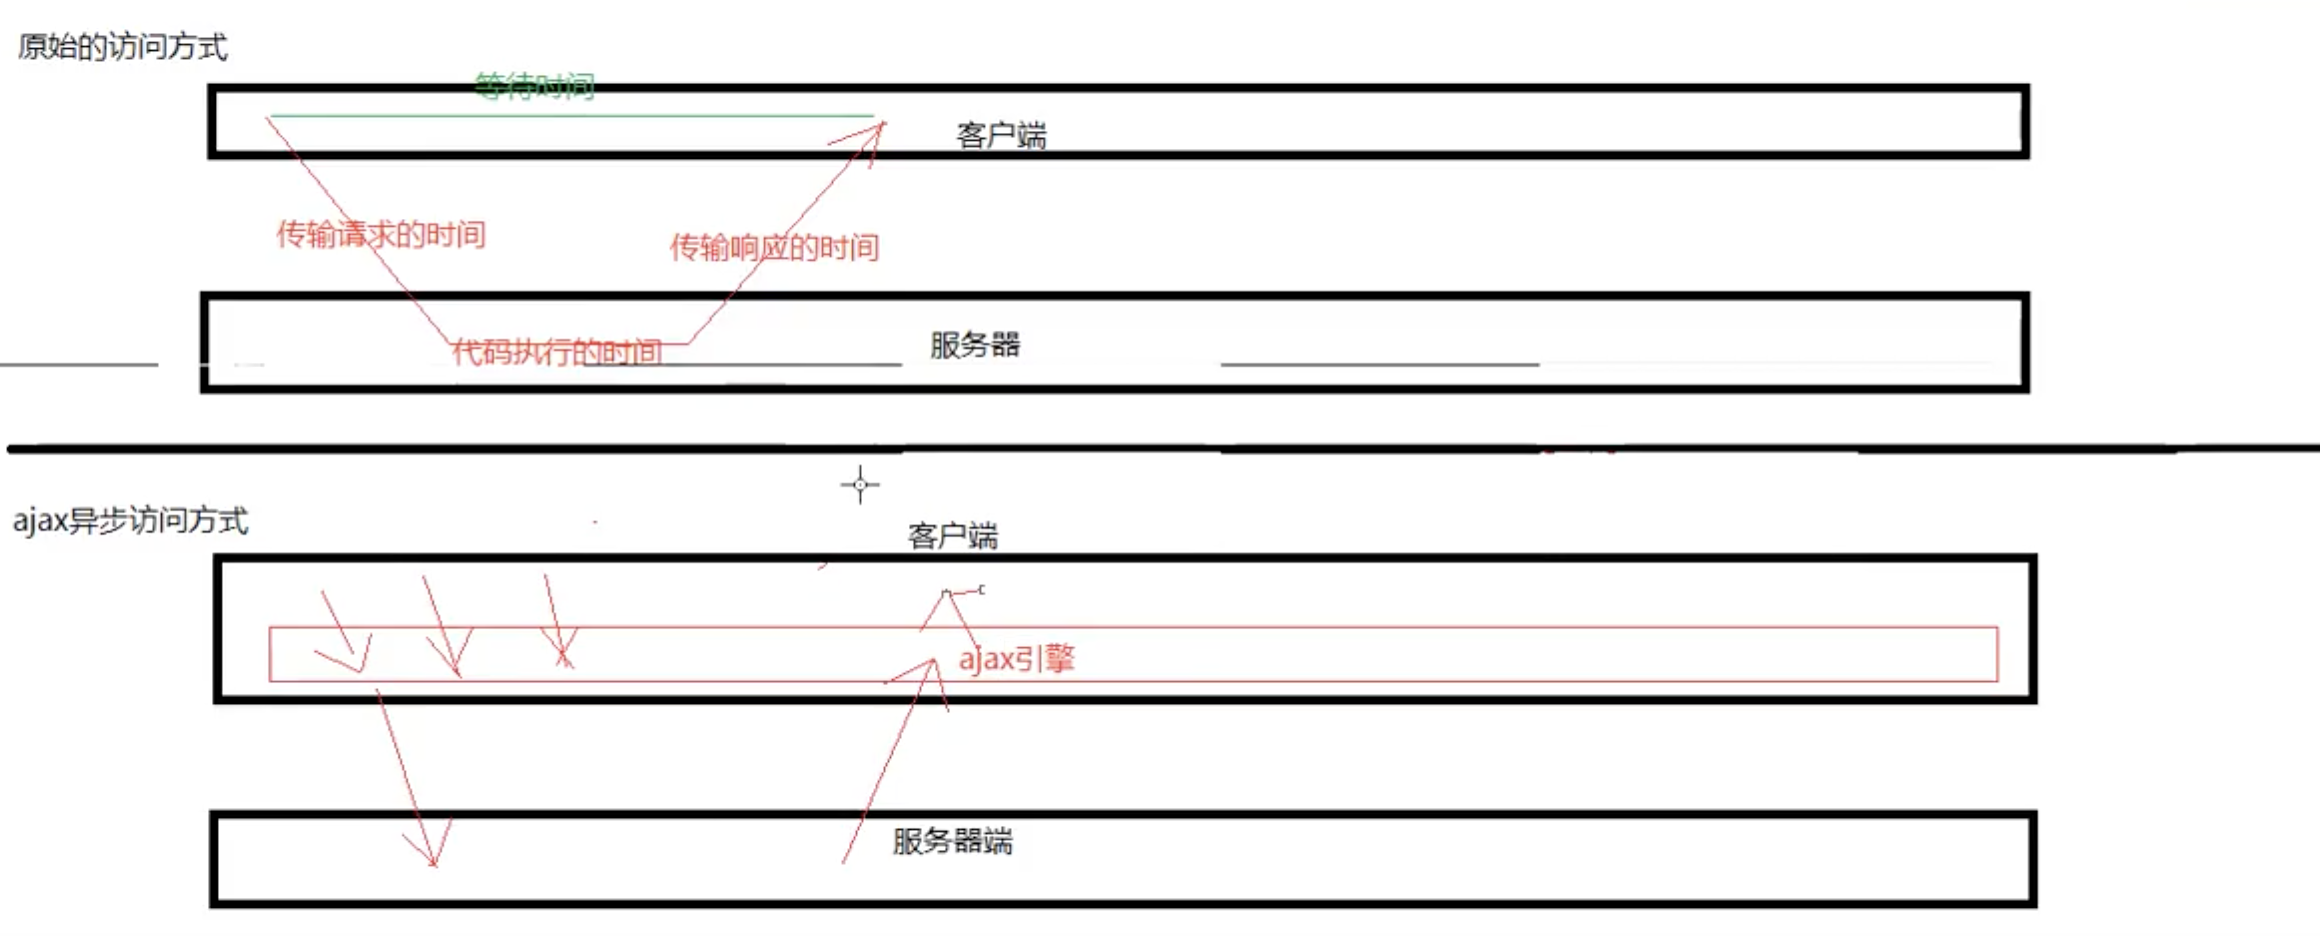 原始的访问方式
等待时间
客户端
传输请求的时间
传输响应的时间
服务器
代码执行的时间
ajax异步访问方式
客户端
ajax引擎
服务器端